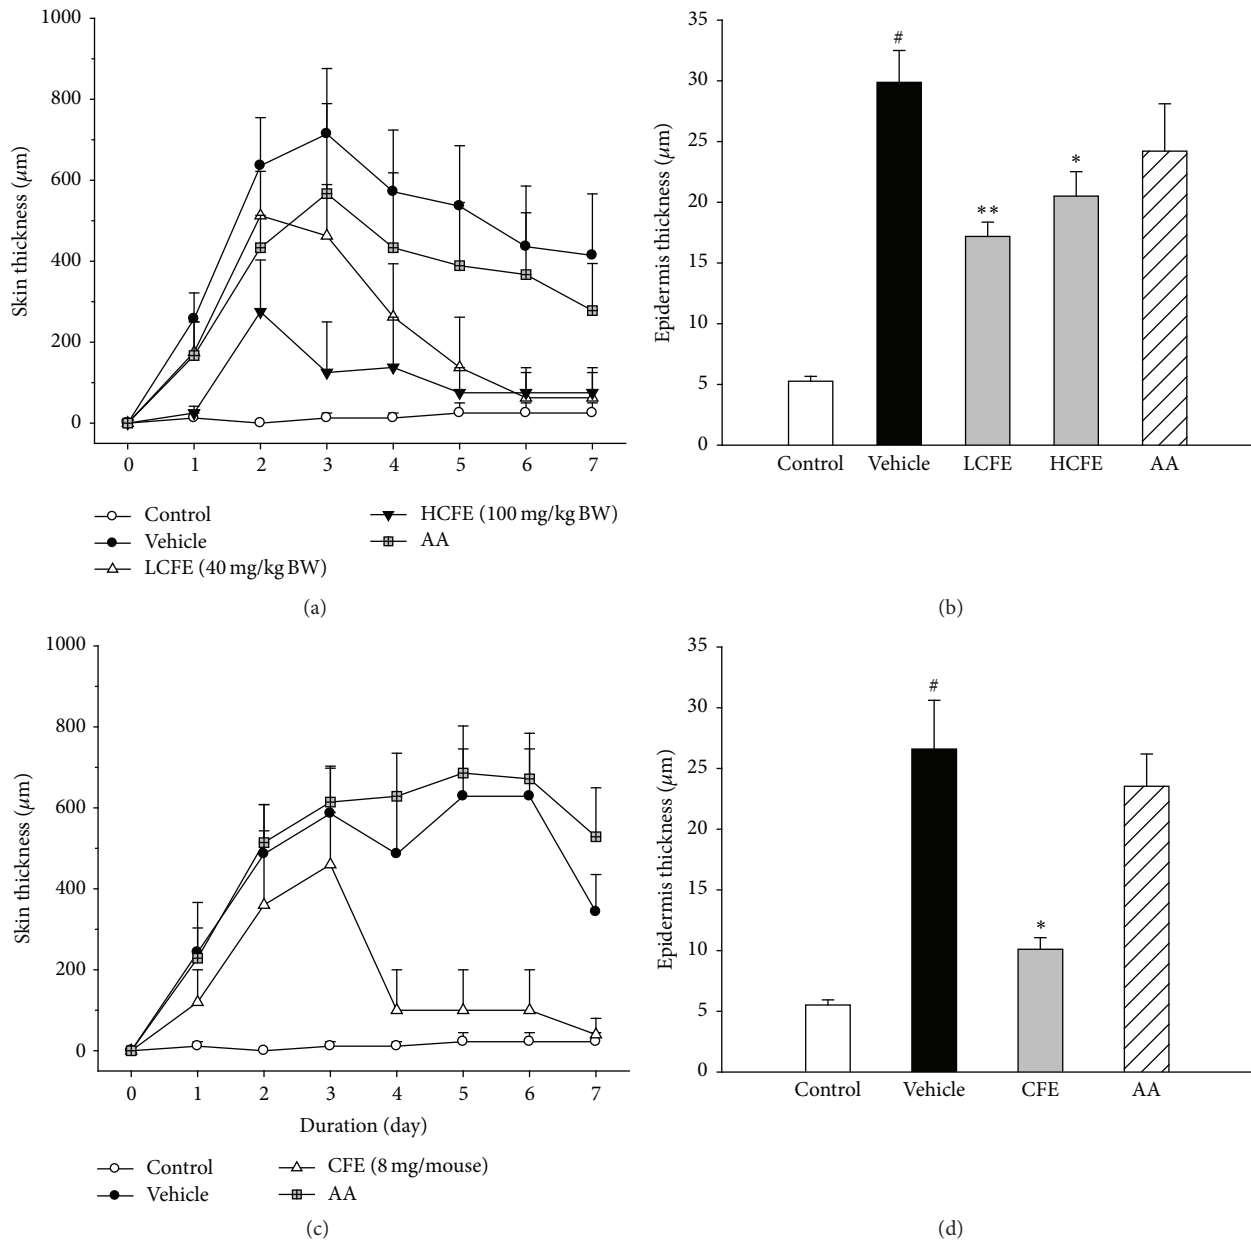 1000
800
600
400
200
0
Skin thickness (μm)
0 1 2 3 4 5 6 7
Control
Vehicle
LCFE (40 mg/kg BW)
HCFE (100 mg/kg BW)
AA
(a)
35
30
25
20
15
10
5
0
Epidermis thickness (μm)
#
**
*
Control Vehicle LCFE HCFE AA
(b)
1000
800
600
400
200
0
Skin thickness (μm)
0 1 2 3 4 5 6 7
Duration (day)
Control
Vehicle
CFE (8 mg/mouse)
AA
(c)
35
30
25
20
15
10
5
0
Epidermis thickness (μm)
#
*
Control Vehicle CFE AA
(d)